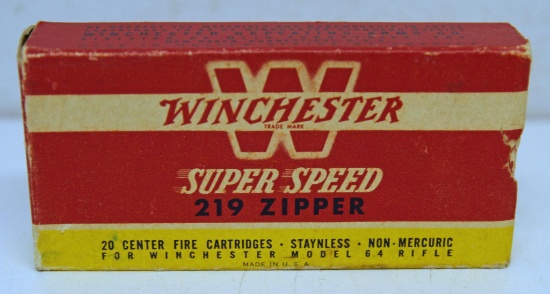 WINCHESTER
W
TRADE MARK
SUPER SPEED
219 ZIPPER
20 CENTER FIRE CARTRIDGES · STAYNLESS · NON-MERCURIC
FOR WINCHESTER MODEL 64 RIFLE
MADE IN U.S.A